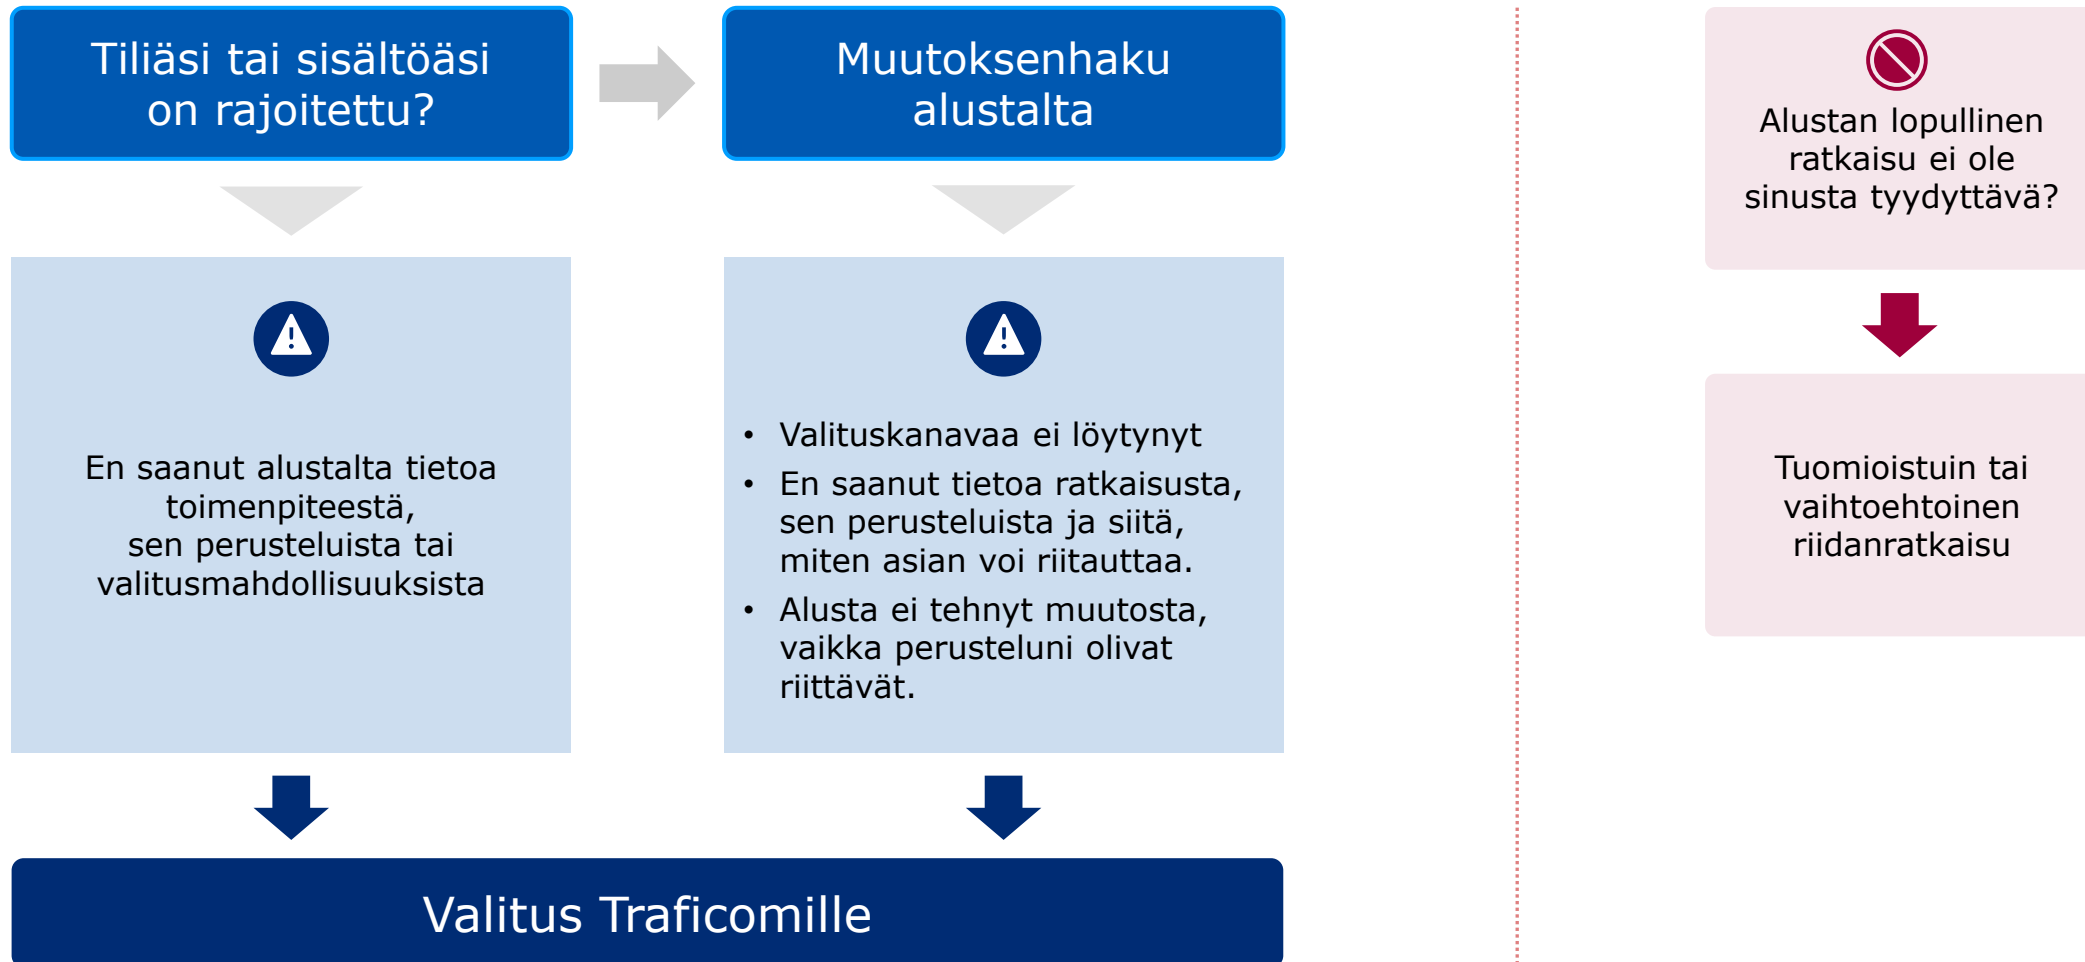 Tiliäsi tai sisältöäsi
on rajoitettu?
Muutoksenhaku
alustalta
En saanut alustalta tietoa
toimenpiteestä,
sen perusteluista tai
valitusmahdollisuuksista
• Valituskanavaa ei löytynyt
• En saanut tietoa ratkaisusta,
sen perusteluista ja siitä,
miten asian voi riitauttaa.
• Alusta ei tehnyt muutosta,
vaikka perusteluni olivat
riittävät.
Valitus Traficomille
Alustan lopullinen
ratkaisu ei ole
sinusta tyydyttävä?
Tuomioistuin tai
vaihtoehtoinen
riidanratkaisu